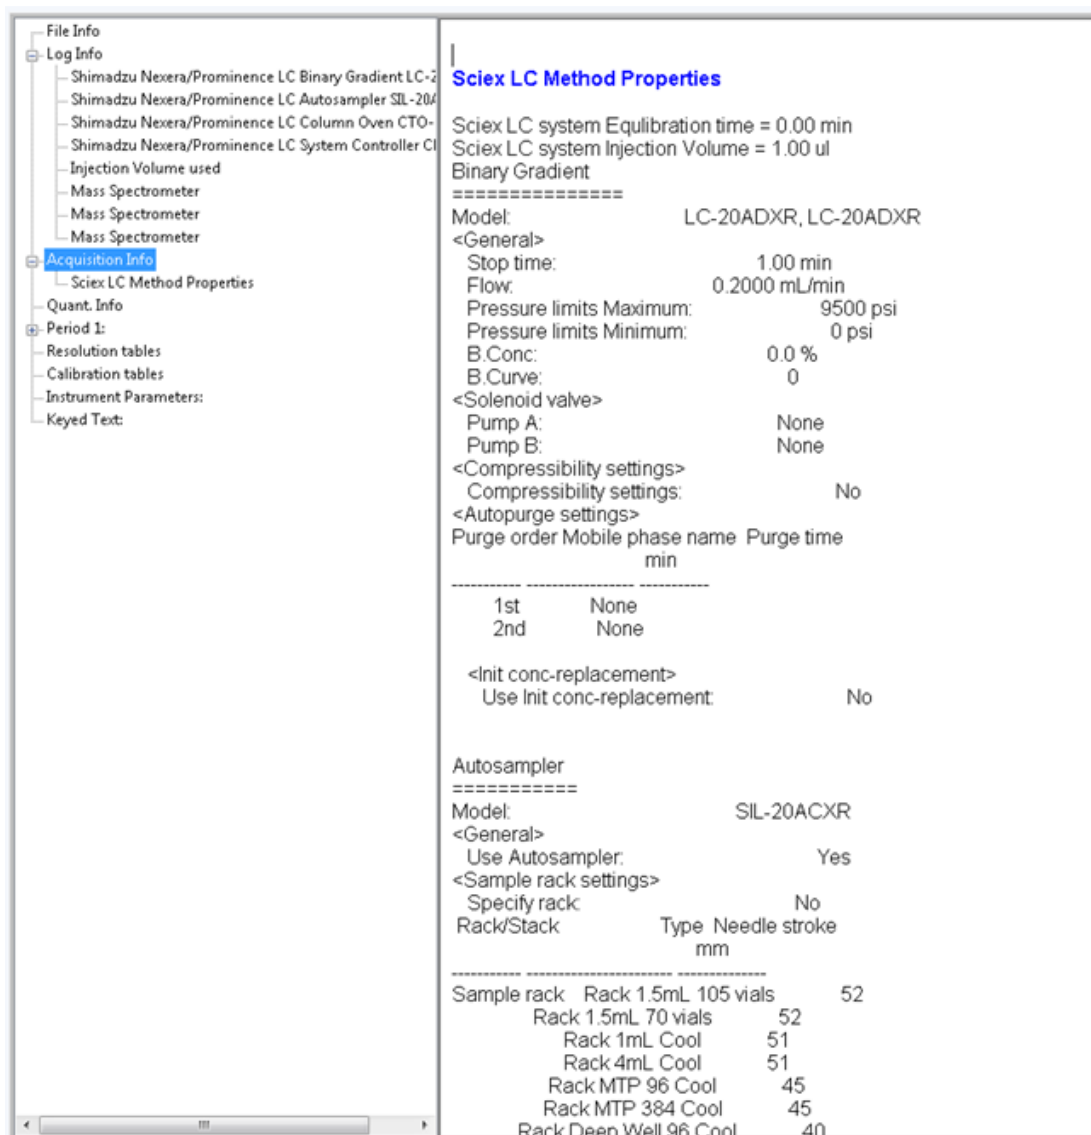 File Info
Log Info
Shimadzu Nexera/Prominence LC Binary Gradient LC-2
Shimadzu Nexera/Prominence LC Autosampler SIL-20A
Shimadzu Nexera/Prominence LC Column Oven CTO-
Shimadzu Nexera/Prominence LC System Controller C
Injection Volume used
Mass Spectrometer
Mass Spectrometer
Mass Spectrometer
Acquisition Info
Sciex LC Method Properties
Quant. Info
Period 1:
Resolution tables
Calibration tables
Instrument Parameters:
Keyed Text:
Sciex LC Method Properties
Sciex LC system Equlibration time = 0.00 min
Sciex LC system Injection Volume = 1.00 ul
Binary Gradient
===============
Model: LC-20ADXR, LC-20ADXR
<General>
Stop time: 1.00 min
Flow: 0.2000 mL/min
Pressure limits Maximum: 9500 psi
Pressure limits Minimum: 0 psi
B.Conc: 0.0 %
B.Curve: 0
<Solenoid valve>
Pump A: None
Pump B: None
<Compressibility settings>
Compressibility settings: No
<Autopurge settings>
Purge order Mobile phase name Purge time
min
----------- ----------------- -----------
1st None
2nd None
<Init conc-replacement>
Use Init conc-replacement: No
Autosampler
===========
Model: SIL-20ACXR
<General>
Use Autosampler: Yes
<Sample rack settings>
Specify rack: No
Rack/Stack Type Needle stroke
mm
----------- ----------------------- --------------
Sample rack Rack 1.5mL 105 vials 52
Rack 1.5mL 70 vials 52
Rack 1mL Cool 51
Rack 4mL Cool 51
Rack MTP 96 Cool 45
Rack MTP 384 Cool 45
Rack Deep Well 96 Cool 40